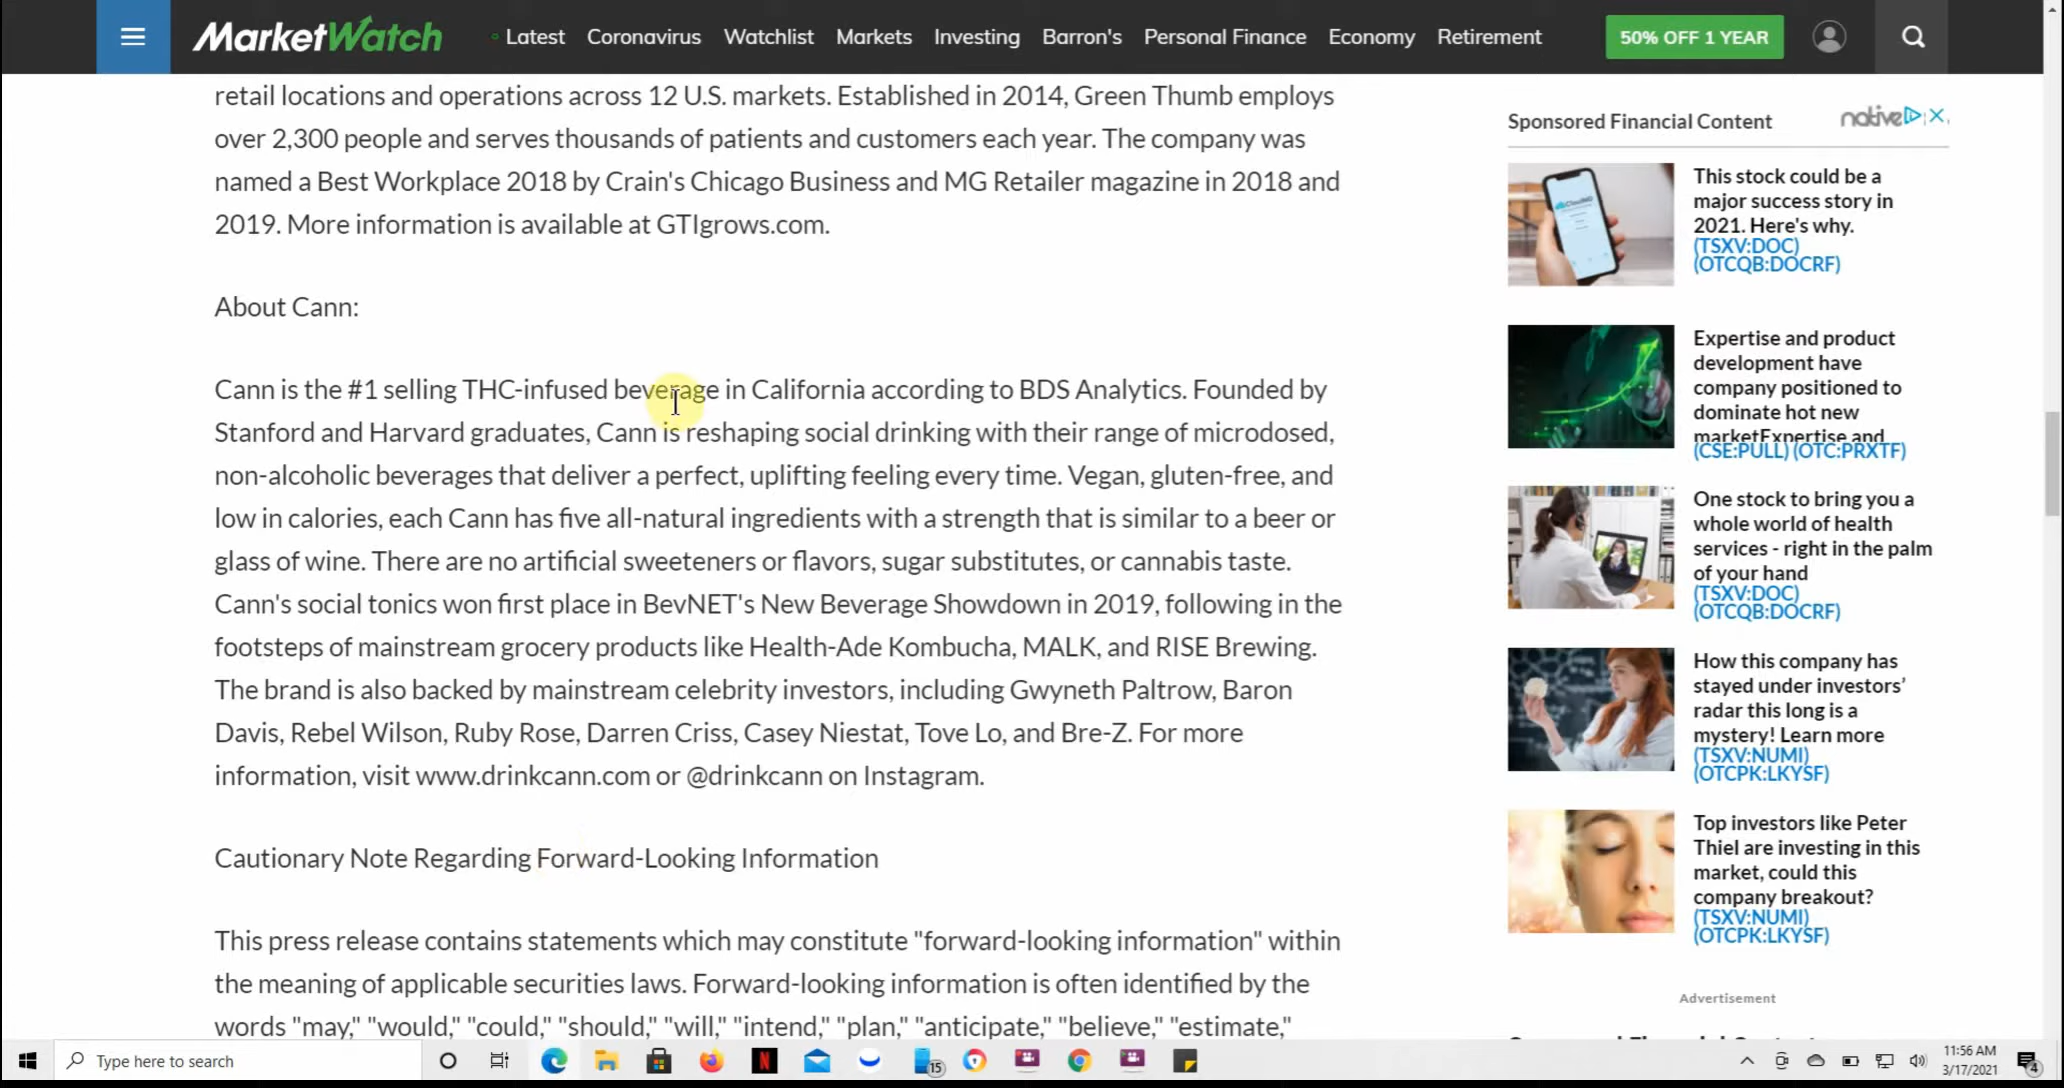 MarketWatch
Latest Coronavirus Watchlist Markets Investing Barron's Personal Finance Economy Retirement
50% OFF 1 YEAR
retail locations and operations across 12 U.S. markets. Established in 2014, Green Thumb employs
over 2,300 people and serves thousands of patients and customers each year. The company was
named a Best Workplace 2018 by Crain's Chicago Business and MG Retailer magazine in 2018 and
2019. More information is available at GTIgrows.com.
About Cann:
Cann is the #1 selling THC-infused beverage in California according to BDS Analytics. Founded by
Stanford and Harvard graduates, Cann is reshaping social drinking with their range of microdosed,
non-alcoholic beverages that deliver a perfect, uplifting feeling every time. Vegan, gluten-free, and
low in calories, each Cann has five all-natural ingredients with a strength that is similar to a beer or
glass of wine. There are no artificial sweeteners or flavors, sugar substitutes, or cannabis taste.
Cann's social tonics won first place in BevNET's New Beverage Showdown in 2019, following in the
footsteps of mainstream grocery products like Health-Ade Kombucha, MALK, and RISE Brewing.
The brand is also backed by mainstream celebrity investors, including Gwyneth Paltrow, Baron
Davis, Rebel Wilson, Ruby Rose, Darren Criss, Casey Niestat, Tove Lo, and Bre-Z. For more
information, visit www.drinkcann.com or @drinkcann on Instagram.
Cautionary Note Regarding Forward-Looking Information
This press release contains statements which may constitute "forward-looking information" within
the meaning of applicable securities laws. Forward-looking information is often identified by the
words "may," "would," "could," "should," "will," "intend," "plan," "anticipate," "believe," "estimate,"
Sponsored Financial Content
native
This stock could be a
major success story in
2021. Here's why.
(TSXV:DOC)
(OTCQB:DOCRF)
Expertise and product
development have
company positioned to
dominate hot new
marketExpertise and
(CSE:PULL) (OTC:PRXTF)
One stock to bring you a
whole world of health
services - right in the palm
of your hand
(TSXV:DOC)
(OTCQB:DOCRF)
How this company has
stayed under investors'
radar this long is a
mystery! Learn more
(TSXV:NUMI)
(OTCPK:LKYSF)
Top investors like Peter
Thiel are investing in this
market, could this
company breakout?
(TSXV:NUMI)
(OTCPK:LKYSF)
Advertisement
Type here to search
15
11:56 AM
3/17/2021
4